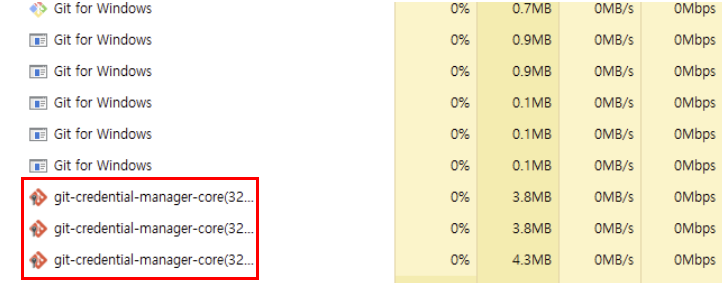 Git for Windows 0% 0.7MB 0MB/s 0Mbps
Git for Windows 0% 0.9MB 0MB/s 0Mbps
Git for Windows 0% 0.9MB 0MB/s 0Mbps
Git for Windows 0% 0.1MB 0MB/s 0Mbps
Git for Windows 0% 0.1MB 0MB/s 0Mbps
Git for Windows 0% 0.1MB 0MB/s 0Mbps
git-credential-manager-core(32... 0% 3.8MB 0MB/s 0Mbps
git-credential-manager-core(32... 0% 3.8MB 0MB/s 0Mbps
git-credential-manager-core(32... 0% 4.3MB 0MB/s 0Mbps